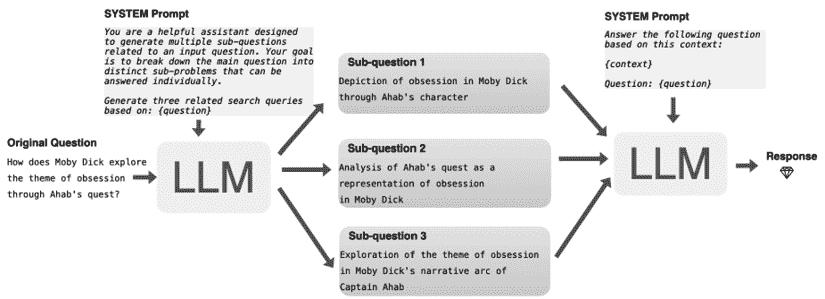 SYSTEM Prompt
You are a helpful assistant designed
to generate multiple sub-questions
related to an input question. Your goal
is to break down the main question into
distinct sub-problems that can be
answered individually.
Generate three related search queries
based on: {question}
Original Question
How does Moby Dick explore
the theme of obsession
through Ahab's quest?
LLM
Sub-question 1
Depiction of obsession in Moby Dick
through Ahab's character
Sub-question 2
Analysis of Ahab's quest as a
representation of obsession
in Moby Dick
Sub-question 3
Exploration of the theme of obsession
in Moby Dick's narrative arc of
Captain Ahab
SYSTEM Prompt
Answer the following question
based on this context:
{context}
Question: {question}
LLM
Response